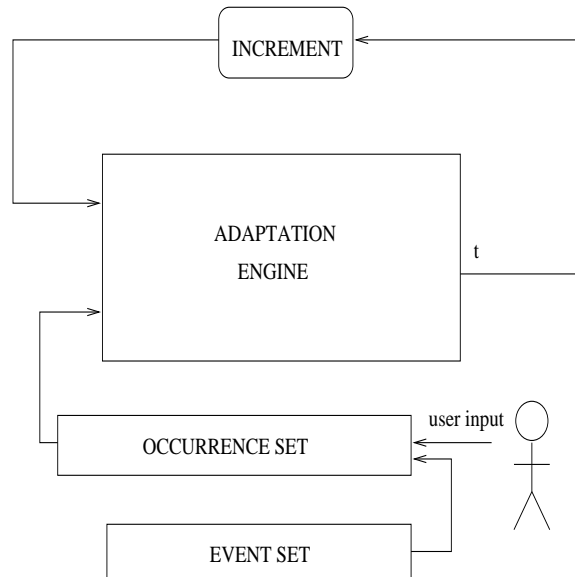 INCREMENT
ADAPTATION
ENGINE
t
user input
OCCURRENCE SET
EVENT SET